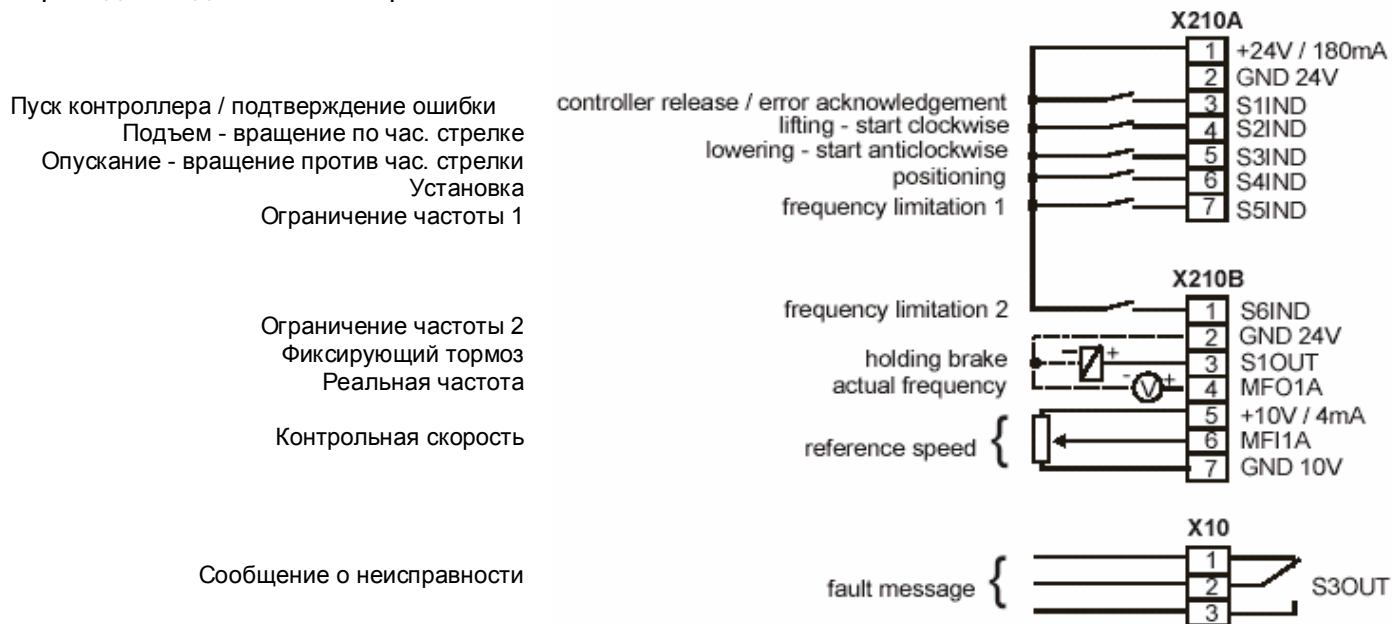 X210A
1 +24V / 180mA
2 GND 24V
Пуск контроллера / подтверждение ошибки controller release / error acknowledgement 3 S1IND
Подъем - вращение по час. стрелке lifting - start clockwise 4 S2IND
Опускание - вращение против час. стрелки lowering - start anticlockwise 5 S3IND
Установка positioning 6 S4IND
Ограничение частоты 1 frequency limitation 1 7 S5IND
X210B
Ограничение частоты 2 frequency limitation 2 1 S6IND
2 GND 24V
Фиксирующий тормоз holding brake - + 3 S1OUT
Реальная частота actual frequency - V + 4 MFO1A
5 +10V / 4mA
Контрольная скорость reference speed { 6 MFI1A
7 GND 10V
X10
1
Сообщение о неисправности fault message { 2 S3OUT
3